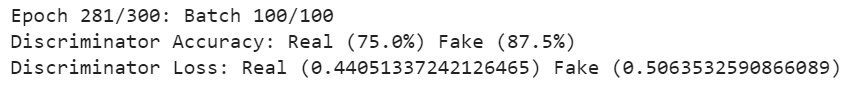 Epoch 281/300: Batch 100/100
Discriminator Accuracy: Real (75.0%) Fake (87.5%)
Discriminator Loss: Real (0.44051337242126465) Fake (0.5063532590866089)